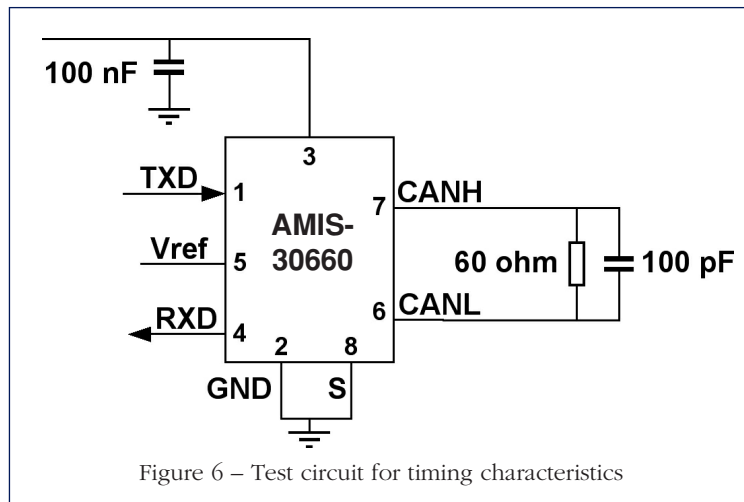 100 nF
3
TXD
1
7
CANH
AMIS-
30660
Vref
5
60 ohm
100 pF
RXD
4
6
CANL
2
8
GND
S
Figure 6 – Test circuit for timing characteristics